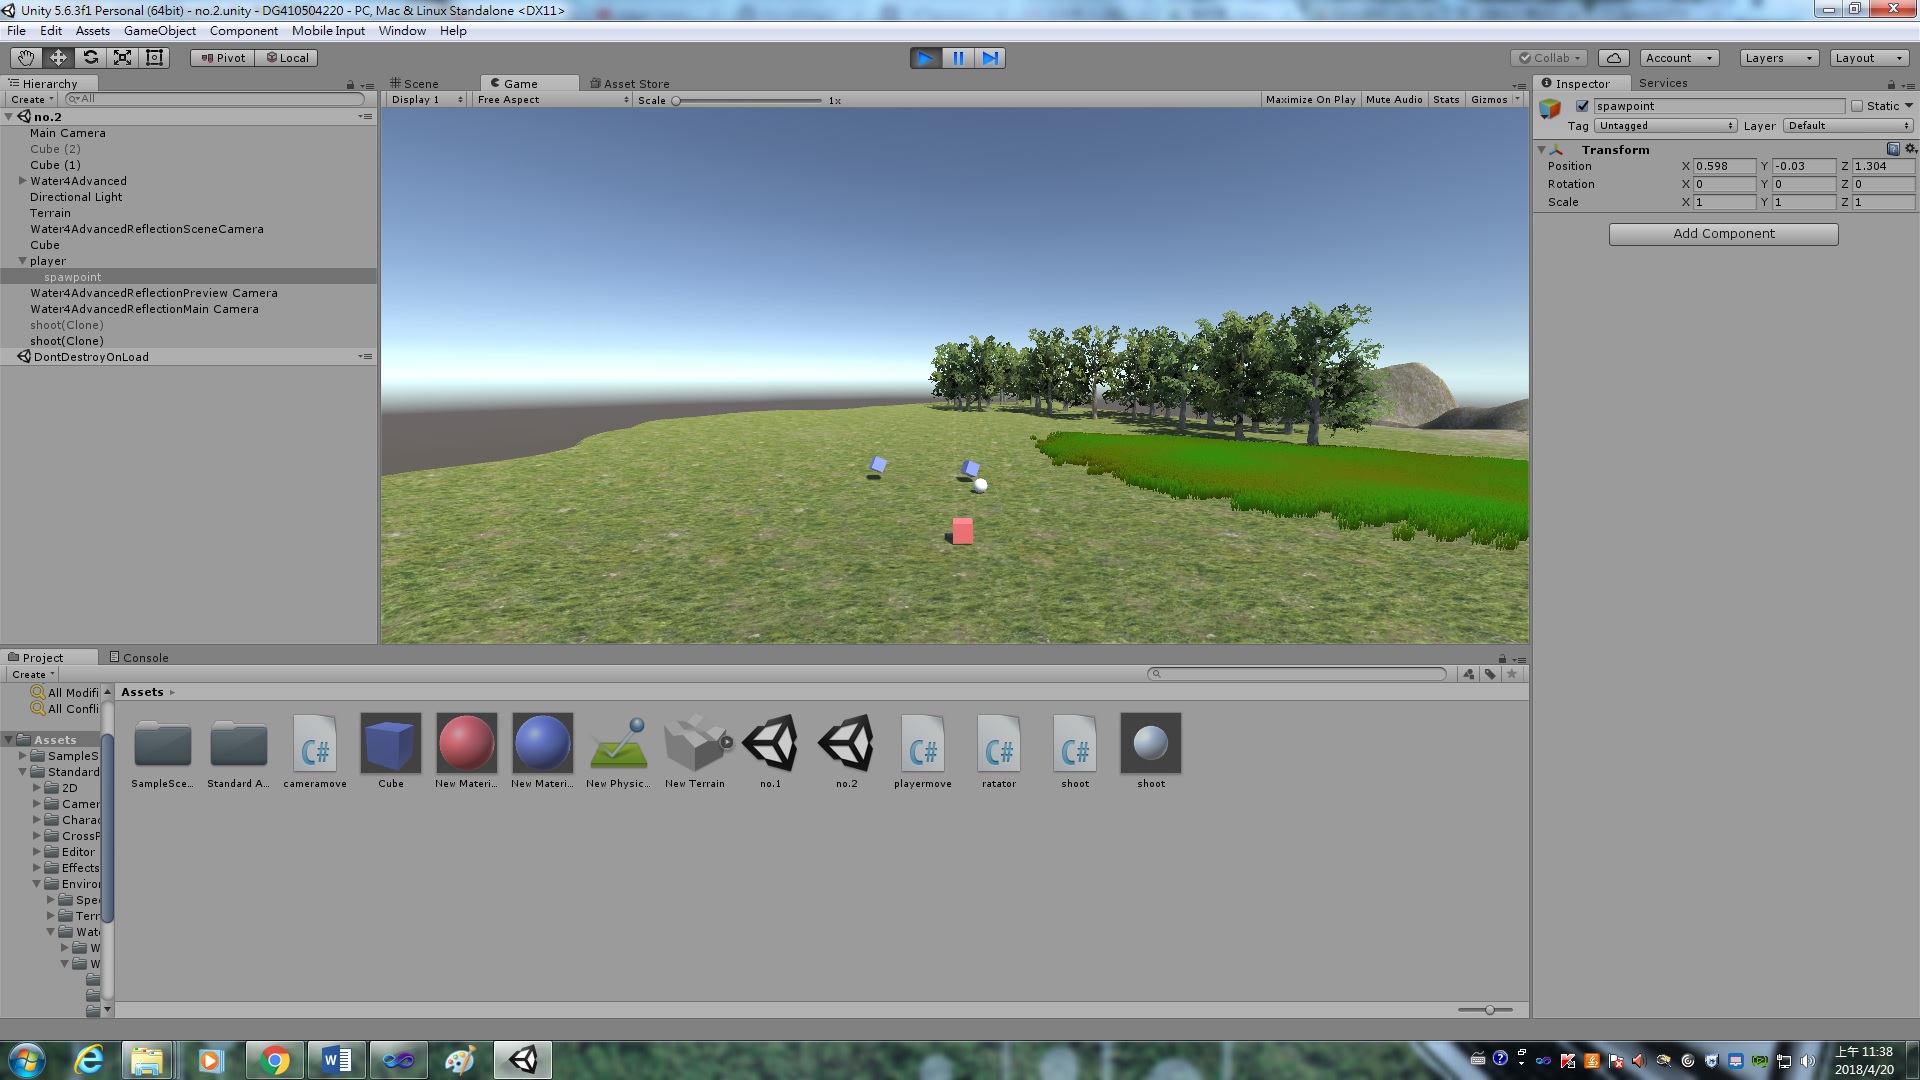 Unity 5.6.3f1 Personal (64bit) - no.2.unity - DG410504220 - PC, Mac & Linux Standalone <DX11>
File Edit Assets GameObject Component Mobile Input Window Help
Pivot Local Collab Account Layers Layout
Hierarchy
Create All
no.2
Main Camera
Cube (2)
Cube (1)
Water4Advanced
Directional Light
Terrain
Water4AdvancedReflectionSceneCamera
Cube
player
spawpoint
Water4AdvancedReflectionPreview Camera
Water4AdvancedReflectionMain Camera
shoot(Clone)
shoot(Clone)
DontDestroyOnLoad
Scene Game Asset Store
Display 1 Free Aspect Scale 1x Maximize On Play Mute Audio Stats Gizmos
Inspector Services
spawpoint Static
Tag Untagged Layer Default
Transform
Position X 0.598 Y -0.03 Z 1.304
Rotation X 0 Y 0 Z 0
Scale X 1 Y 1 Z 1
Add Component
Project Console
Create
All Modifi
All Confli
Assets
SampleS
Standard
2D
Camer
Charac
CrossP
Editor
Effects
Enviro
Spee
Terr
Wate
W
W
Assets
SampleSce... Standard A... cameramove Cube New Materi... New Materi... New Physic... New Terrain no.1 no.2 playermove ratator shoot shoot
C# C# C# C#
上午 11:38
2018/4/20